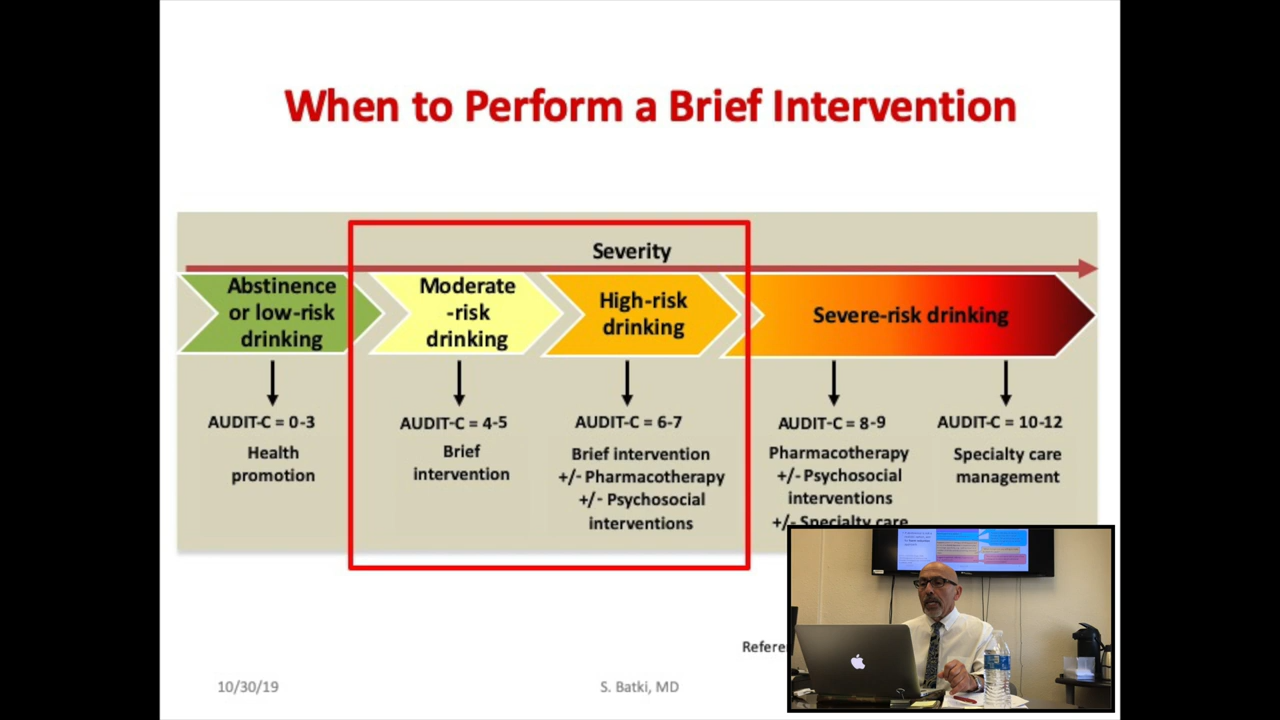 When to Perform a Brief Intervention
Severity
Abstinence
or low-risk
drinking
Moderate
-risk
drinking
High-risk
drinking
Severe-risk drinking
AUDIT-C = 0-3
Health
promotion
AUDIT-C = 4-5
Brief
intervention
AUDIT-C = 6-7
Brief intervention
+/- Pharmacotherapy
+/- Psychosocial
interventions
AUDIT-C = 8-9
Pharmacotherapy
+/- Psychosocial
interventions
+/- Specialty care
AUDIT-C = 10-12
Specialty care
management
10/30/19
S. Batki, MD